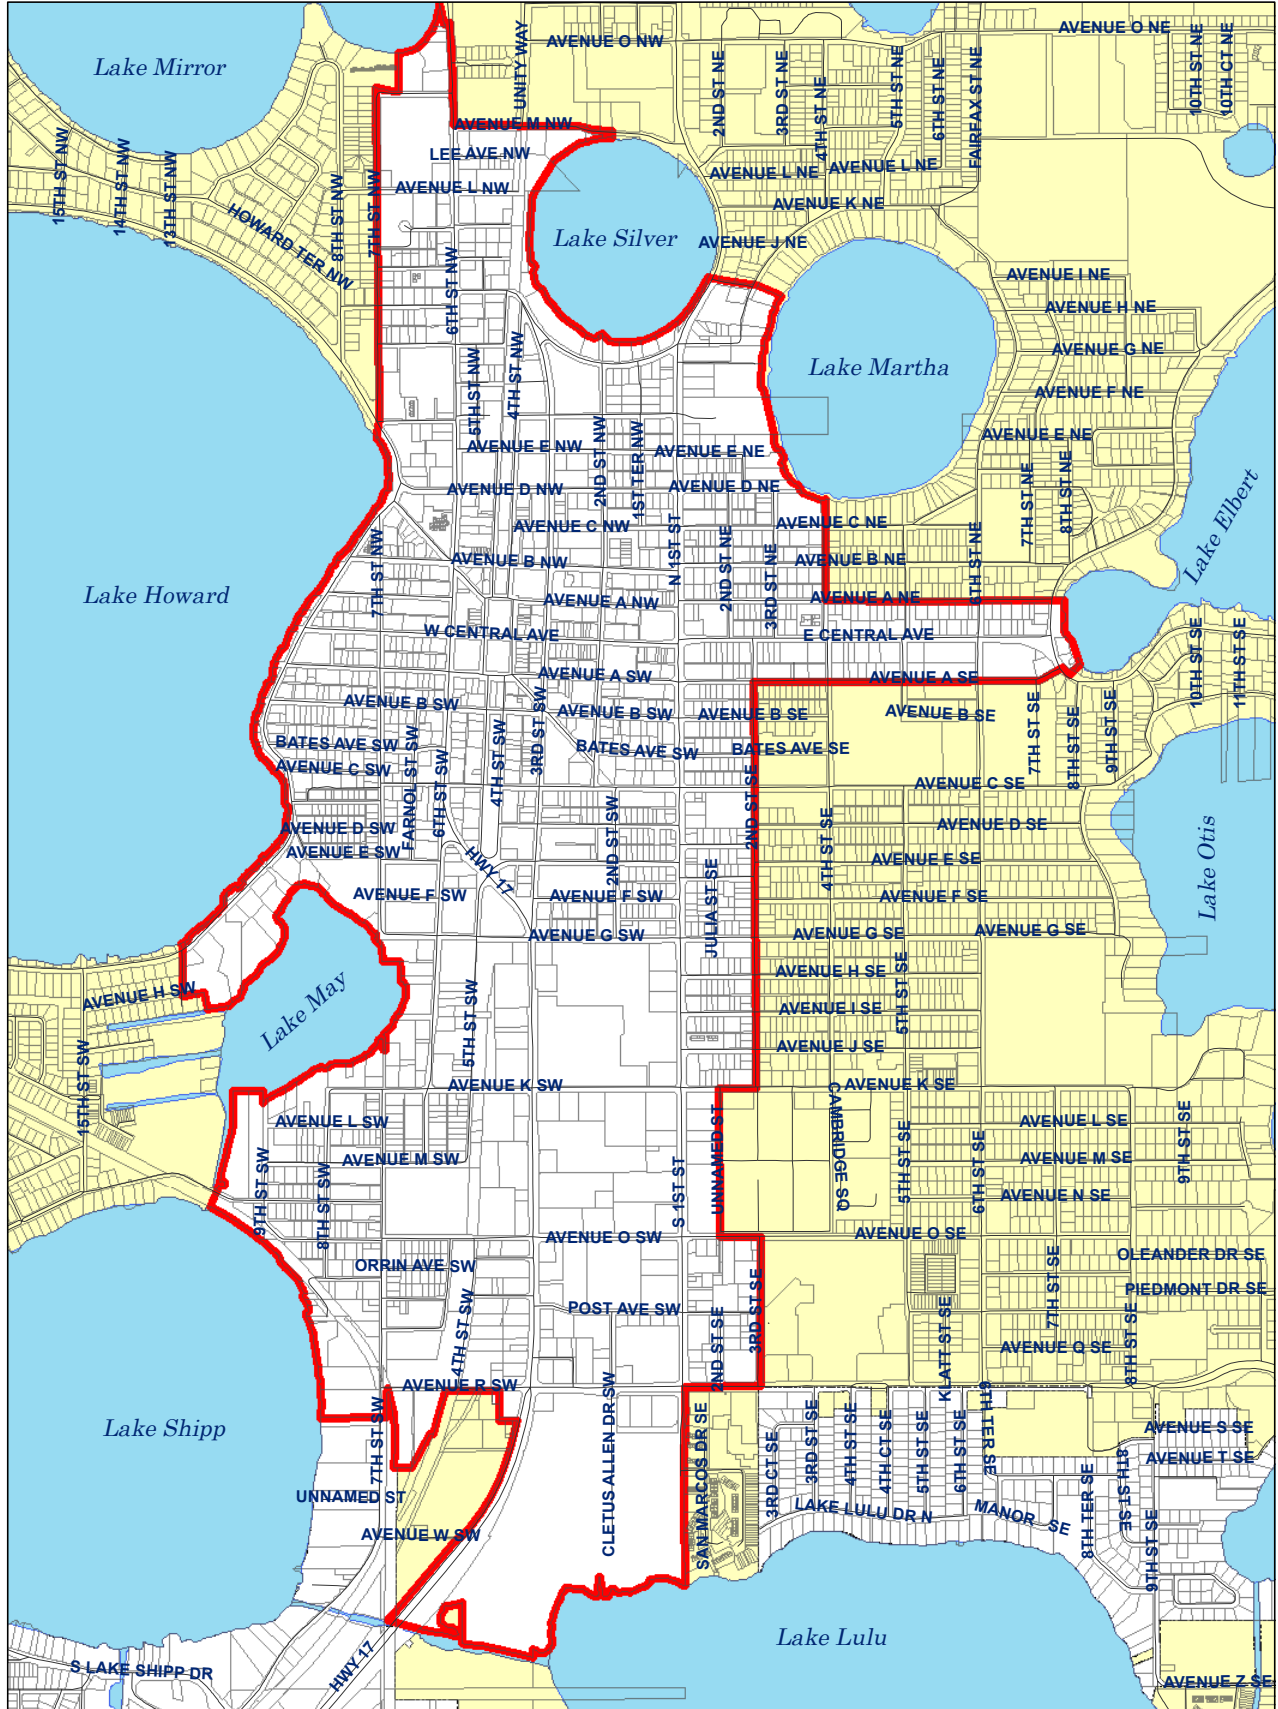 AVENUE O NW
AVENUE O NE
UNITY WAY
Lake Mirror
2ND ST NE
3RD ST NE
4TH ST NE
5TH ST NE
6TH ST NE
FAIRFAX ST NE
10TH ST NE
10TH CT NE
AVENUE M NW
LEE AVE NW
AVENUE L NW
AVENUE L NE
AVENUE L NE
AVENUE K NE
AVENUE J NE
15TH ST NW
14TH ST NW
13TH ST NW
HOWARD TER NW
8TH ST NW
7TH ST NW
6TH ST NW
Lake Silver
AVENUE I NE
AVENUE H NE
AVENUE G NE
AVENUE F NE
AVENUE E NE
Lake Martha
5TH ST NW
4TH ST NW
AVENUE E NW
2ND ST NW
1ST TER NW
AVENUE E NE
AVENUE D NW
AVENUE D NE
7TH ST NE
8TH ST NE
Lake Elbert
AVENUE C NW
N 1ST ST
AVENUE C NE
AVENUE B NW
AVENUE B NE
6TH ST NE
7TH ST NW
Lake Howard
AVENUE A NW
2ND ST NE
3RD ST NE
AVENUE A NE
W CENTRAL AVE
E CENTRAL AVE
AVENUE A SW
AVENUE A SE
10TH ST SE
11TH ST SE
AVENUE B SW
3RD ST SW
AVENUE B SW
AVENUE B SE
AVENUE B SE
7TH ST SE
8TH ST SE
9TH ST SE
BATES AVE SW
BATES AVE SW
BATES AVE SE
AVENUE C SW
FARNOL ST SW
6TH ST SW
4TH ST SW
AVENUE C SE
2ND ST SE
AVENUE D SW
AVENUE D SE
2ND ST SW
4TH ST SE
AVENUE E SW
HWY 17
AVENUE E SE
Lake Otis
AVENUE F SW
AVENUE F SW
AVENUE F SE
JULIA ST SE
AVENUE G SW
AVENUE G SE
AVENUE G SE
AVENUE H SW
Lake May
AVENUE H SE
5TH ST SE
AVENUE I SE
5TH ST SW
AVENUE J SE
15TH ST SW
AVENUE K SW
AVENUE K SE
AVENUE L SW
UNNAMED ST
CAMBRIDGE SQ
AVENUE L SE
AVENUE M SW
5TH ST SE
6TH ST SE
AVENUE M SE
9TH ST SE
9TH ST SW
8TH ST SW
S 1ST ST
AVENUE N SE
AVENUE O SW
AVENUE O SE
ORRIN AVE SW
OLEANDER DR SE
PIEDMONT DR SE
7TH ST SE
POST AVE SW
4TH ST SW
2ND ST SE
3RD ST SE
KLATT ST SE
AVENUE Q SE
8TH ST SE
AVENUE R SW
Lake Shipp
7TH ST SW
CLETUS ALLEN DR SW
SAN MARCOS DR SE
3RD CT SE
3RD ST SE
4TH ST SE
4TH CT SE
5TH ST SE
6TH ST SE
6TH TER SE
AVENUE S SE
AVENUE T SE
UNNAMED ST
LAKE LULU DR N
MANOR SE
8TH TER SE
8TH ST SE
9TH ST SE
AVENUE W SW
Lake Lulu
S LAKE SHIPP DR
HWY 17
AVENUE Z SE